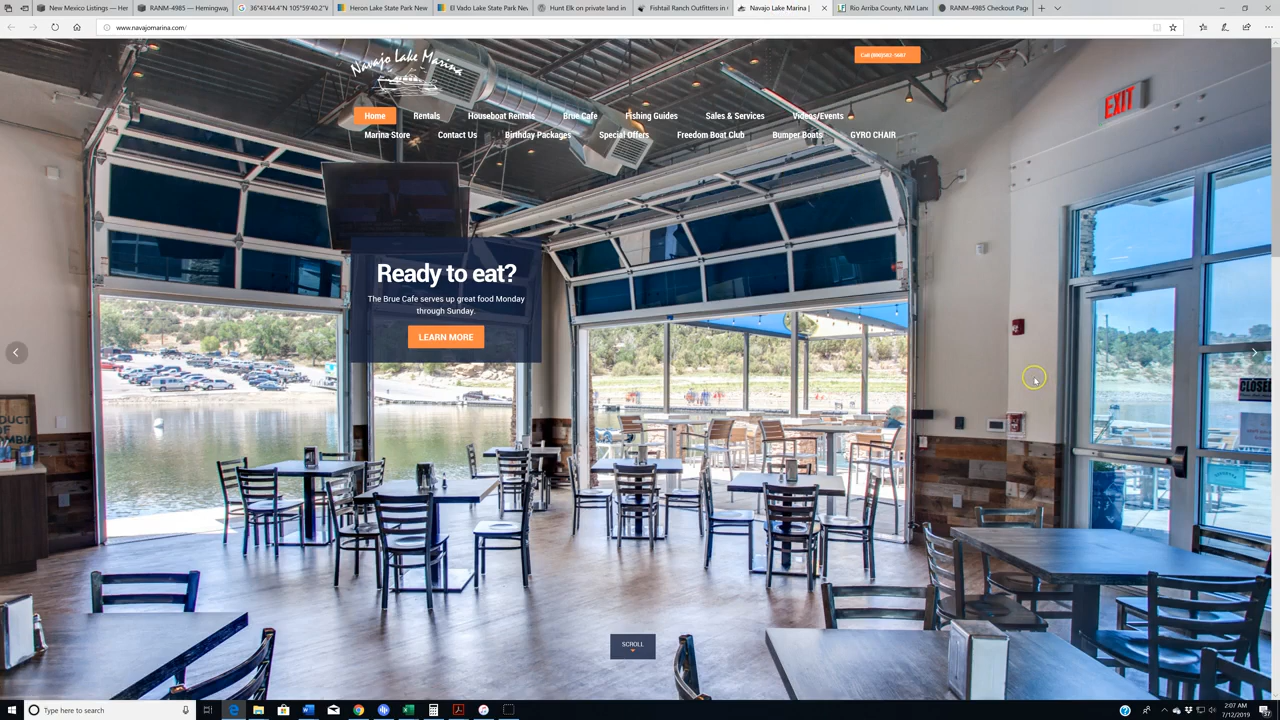 New Mexico Listings — Her
RANM-4985 — Hemingway
36°43'44.4"N 105°59'40.2"V
Heron Lake State Park New
El Vado Lake State Park Nev
Hunt Elk on private land in
Fishtail Ranch Outfitters in
Navajo Lake Marina |
Rio Arriba County, NM Lan
RANM-4985 Checkout Page
www.navajomarina.com/
Navajo Lake Marina
EXIT
Home
Rentals
Houseboat Rentals
Brue Cafe
Fishing Guides
Sales & Services
Videos/Events
Marina Store
Contact Us
Birthday Packages
Special Offers
Freedom Boat Club
Bumper Boats
GYRO CHAIR
Ready to eat?
The Brue Cafe serves up great food Monday
through Sunday.
LEARN MORE
CLOSED
SCROLL
Type here to search
2:07 AM
7/12/2019